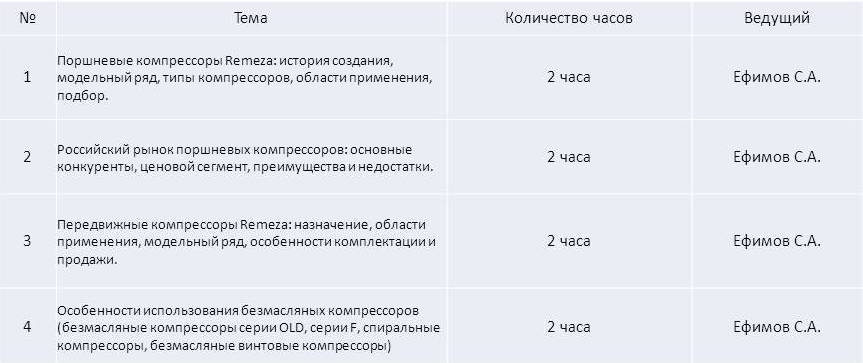 № Тема Количество часов Ведущий
Поршневые компрессоры Remeza: история создания,
1 модельный ряд, типы компрессоров, области применения, 2 часа Ефимов С.А.
подбор.
2 Российский рынок поршневых компрессоров: основные 2 часа Ефимов С.А.
конкуренты, ценовой сегмент, преимущества и недостатки.
Передвижные компрессоры Remeza: назначение, области
3 применения, модельный ряд, особенности комплектации и 2 часа Ефимов С.А.
продажи.
Особенности использования безмасляных компрессоров
4 (безмасляные компрессоры серии OLD, серии F, спиральные 2 часа Ефимов С.А.
компрессоры, безмасляные винтовые компрессоры)